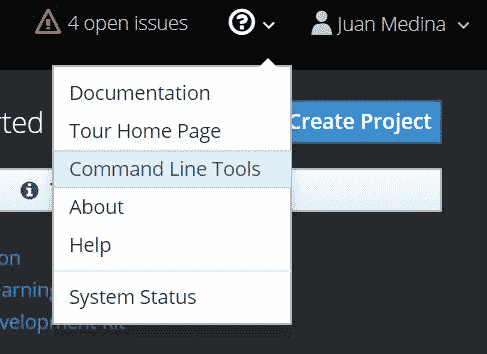 4 open issues
Juan Medina
Documentation
rted
Create Project
Tour Home Page
Command Line Tools
About
Help
on
earning
System Status
evelopment Kit